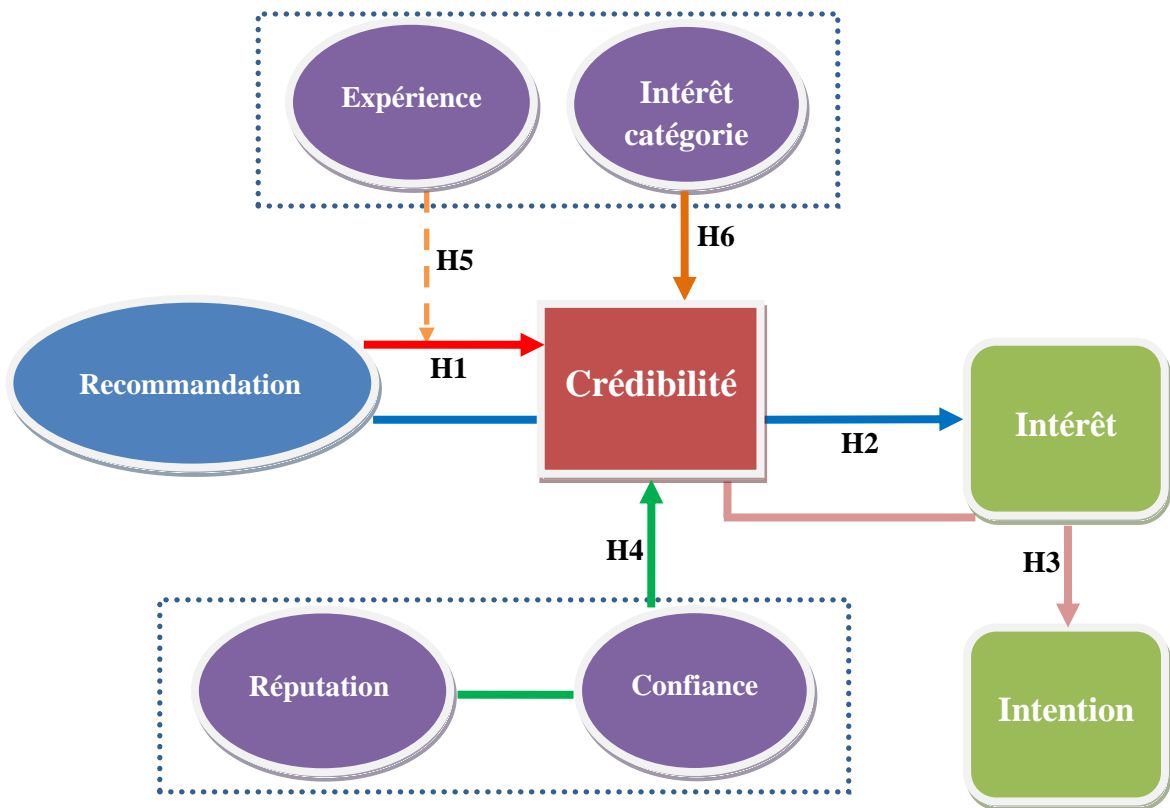 Expérience
Intérêt
catégorie
H5
H6
Recommandation
H1
Crédibilité
H2
Intérêt
H4
H3
Réputation
Confiance
Intention